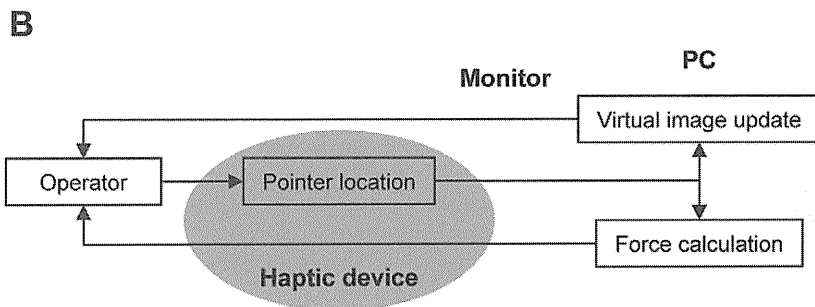 B
PC
Monitor
Virtual image update
Operator
Pointer location
Force calculation
Haptic device